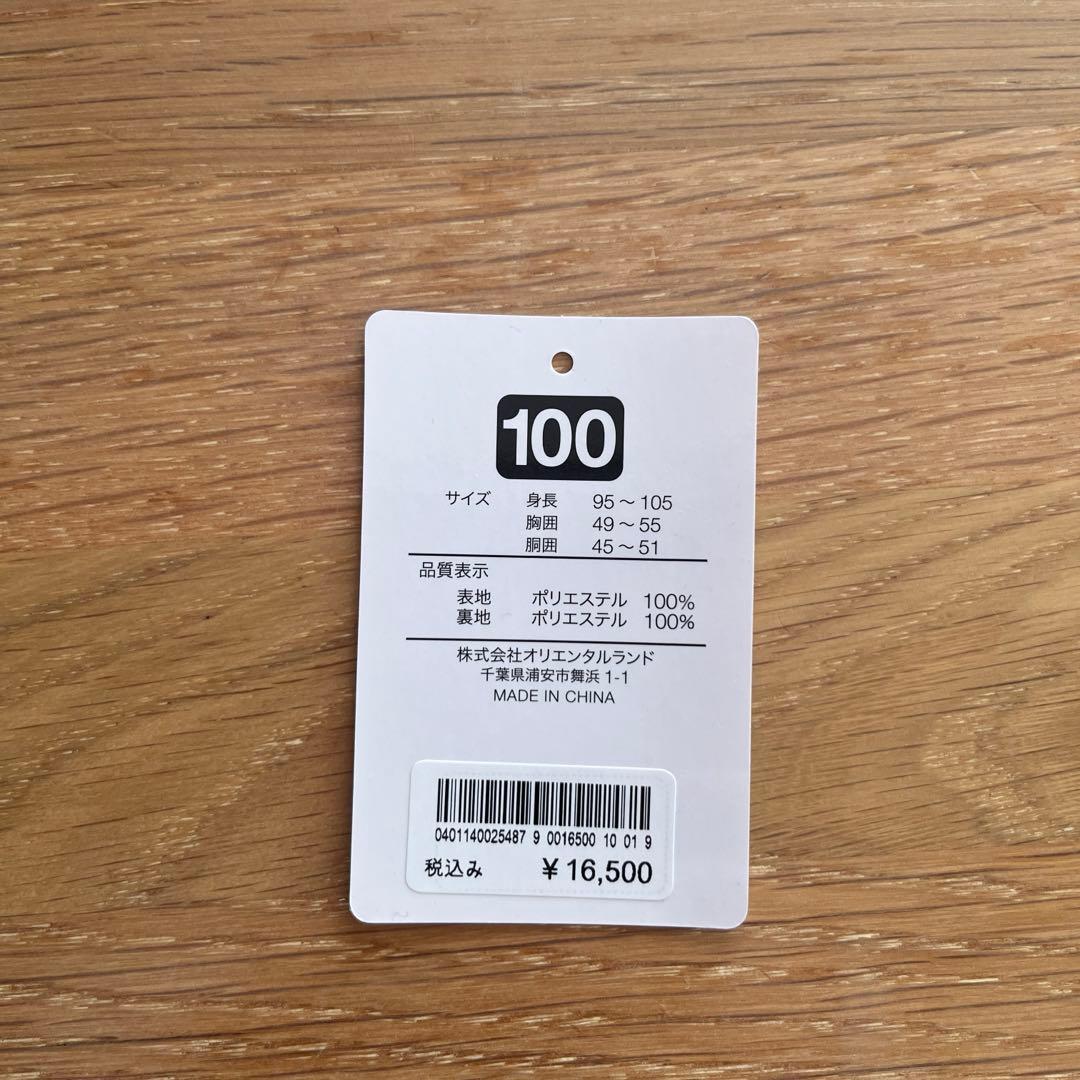 100
サイズ 身長 95～105
胸囲 49～55
胴囲 45～51
品質表示
表地 ポリエステル 100%
裏地 ポリエステル 100%
株式会社オリエンタルランド
千葉県浦安市舞浜 1-1
MADE IN CHINA
0401140025487 9 0016500 10 01 9
税込み ￥16,500